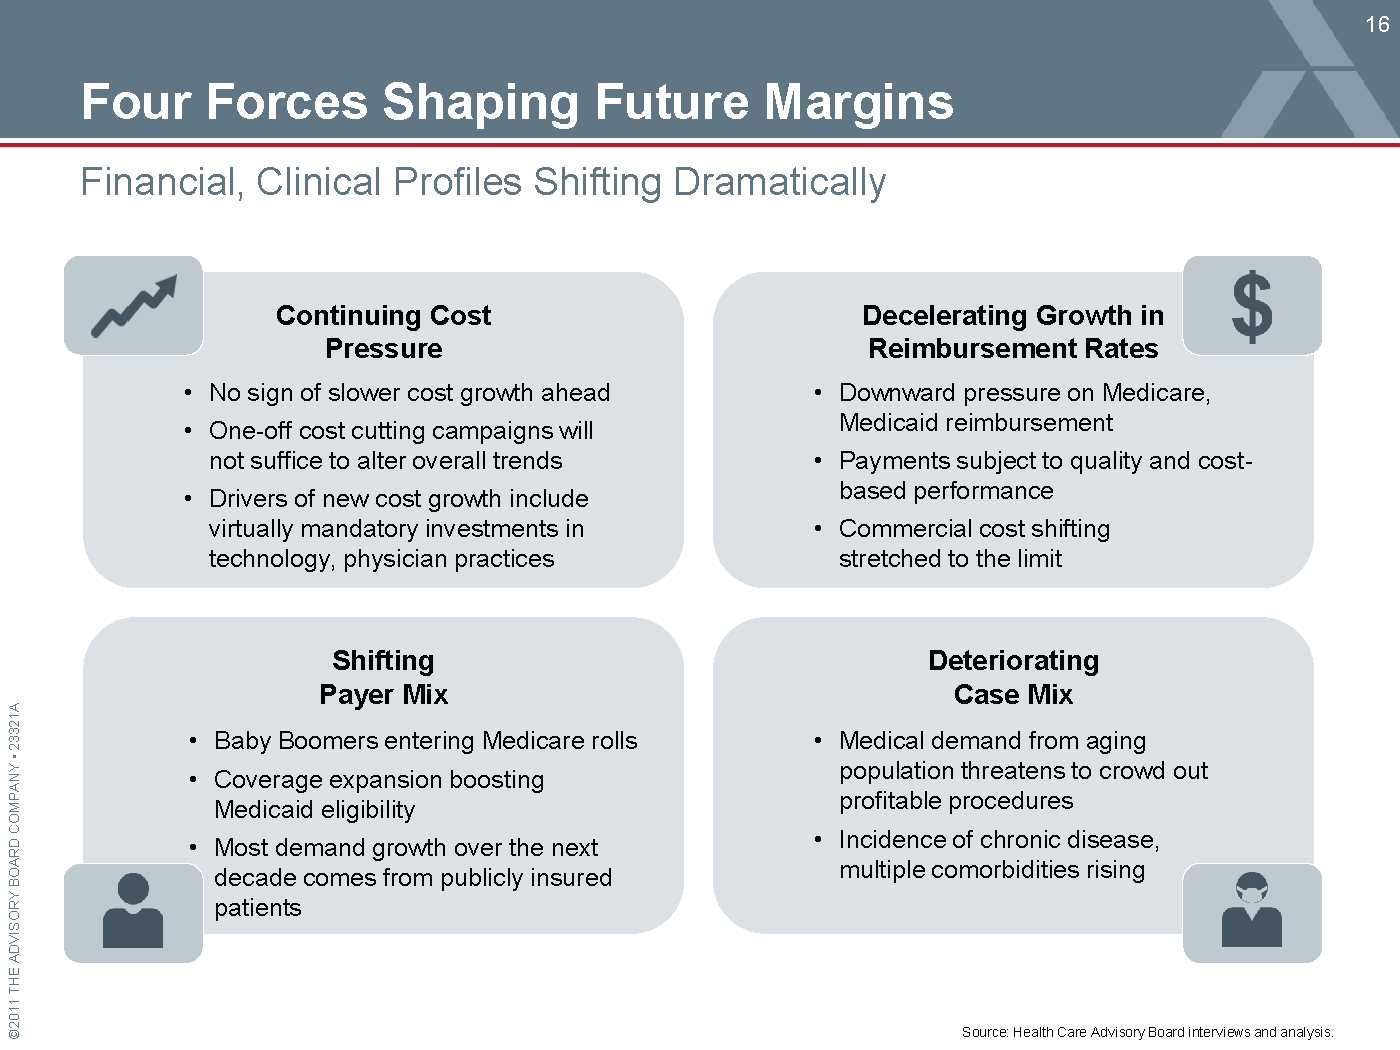 16
Four Forces Shaping Future Margins
Financial, Clinical Profiles Shifting Dramatically
Continuing Cost
Pressure
• No sign of slower cost growth ahead
• One-off cost cutting campaigns will
not suffice to alter overall trends
• Drivers of new cost growth include
virtually mandatory investments in
technology, physician practices
$
Decelerating Growth in
Reimbursement Rates
• Downward pressure on Medicare,
Medicaid reimbursement
• Payments subject to quality and cost-
based performance
• Commercial cost shifting
stretched to the limit
Shifting
Payer Mix
• Baby Boomers entering Medicare rolls
• Coverage expansion boosting
Medicaid eligibility
• Most demand growth over the next
decade comes from publicly insured
patients
Deteriorating
Case Mix
• Medical demand from aging
population threatens to crowd out
profitable procedures
• Incidence of chronic disease,
multiple comorbidities rising
©2011 THE ADVISORY BOARD COMPANY • 23321A
Source: Health Care Advisory Board interviews and analysis.